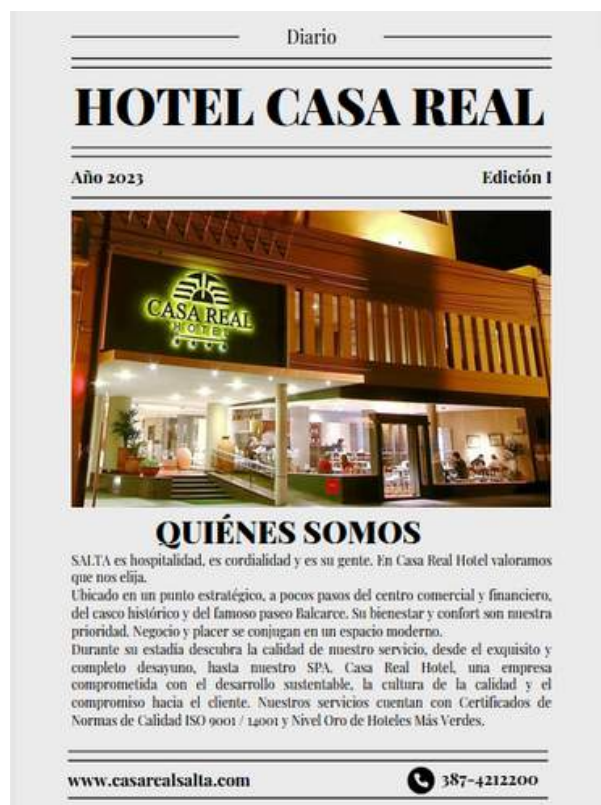 Diario
HOTEL CASA REAL
Año 2023
Edición I
CASA REAL
HOTEL
QUIÉNES SOMOS
SALTA es hospitalidad, es cordialidad y es su gente. En Casa Real Hotel valoramos
que nos elija.
Ubicado en un punto estratégico, a pocos pasos del centro comercial y financiero,
del casco histórico y del famoso paseo Balcarce. Su bienestar y confort son nuestra
prioridad. Negocio y placer se conjugan en un espacio moderno.
Durante su estadía descubra la calidad de nuestro servicio, desde el exquisito y
completo desayuno, hasta nuestro SPA. Casa Real Hotel, una empresa
comprometida con el desarrollo sustentable, la cultura de la calidad y el
compromiso hacia el cliente. Nuestros servicios cuentan con Certificados de
Normas de Calidad ISO 9001 / 14001 y Nivel Oro de Hoteles Más Verdes.
www.casarealsalta.com
387-4212200